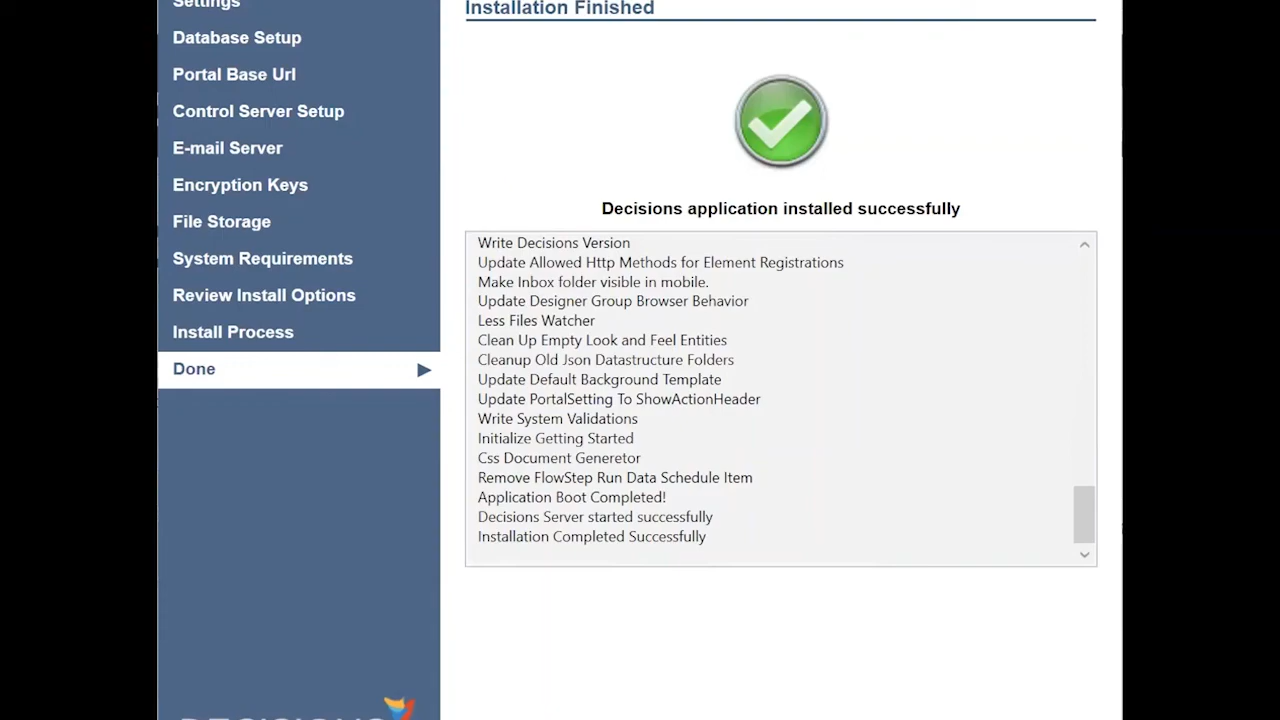 Settings
Database Setup
Portal Base Url
Control Server Setup
E-mail Server
Encryption Keys
File Storage
System Requirements
Review Install Options
Install Process
Done
Installation Finished
Decisions application installed successfully
Write Decisions Version
Update Allowed Http Methods for Element Registrations
Make Inbox folder visible in mobile.
Update Designer Group Browser Behavior
Less Files Watcher
Clean Up Empty Look and Feel Entities
Cleanup Old Json Datastructure Folders
Update Default Background Template
Update PortalSetting To ShowActionHeader
Write System Validations
Initialize Getting Started
Css Document Generetor
Remove FlowStep Run Data Schedule Item
Application Boot Completed!
Decisions Server started successfully
Installation Completed Successfully
DECISIONS